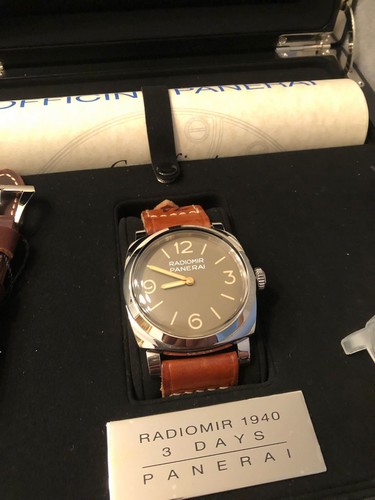 OFFICINE PANERAI
12
RADIOMIR
PANERAI
9
3
6
RADIOMIR 1940
3 DAYS
PANERAI